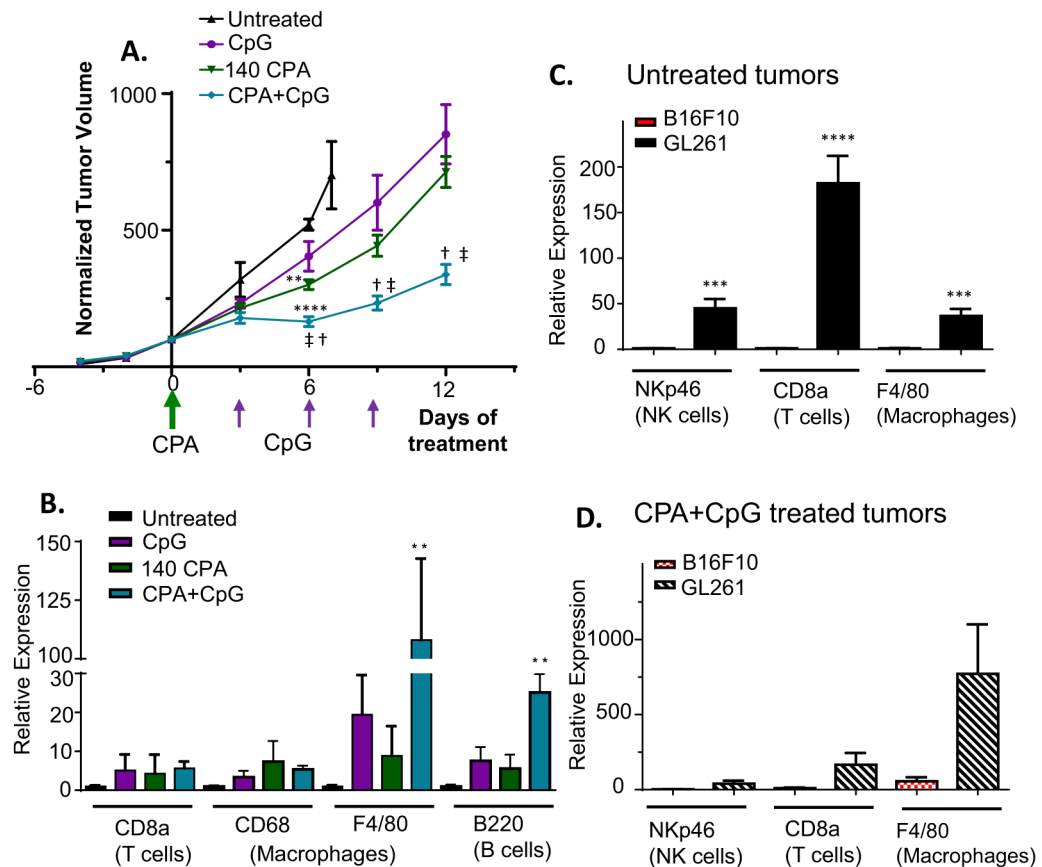 A.
Untreated
CpG
140 CPA
CPA+CpG
Normalized Tumor Volume
1000
500
-6
0
6
12
** 
****
‡ †
† ‡
† ‡
CPA
CpG
Days of
treatment
B.
Untreated
CpG
140 CPA
CPA+CpG
Relative Expression
150
125
100
30
20
10
0
**
**
CD8a
(T cells)
CD68
F4/80
(Macrophages)
B220
(B cells)
C.
Untreated tumors
B16F10
GL261
Relative Expression
200
150
100
50
0
***
****
***
NKp46
(NK cells)
CD8a
(T cells)
F4/80
(Macrophages)
D.
CPA+CpG treated tumors
B16F10
GL261
Relative Expression
1000
500
0
NKp46
(NK cells)
CD8a
(T cells)
F4/80
(Macrophages)